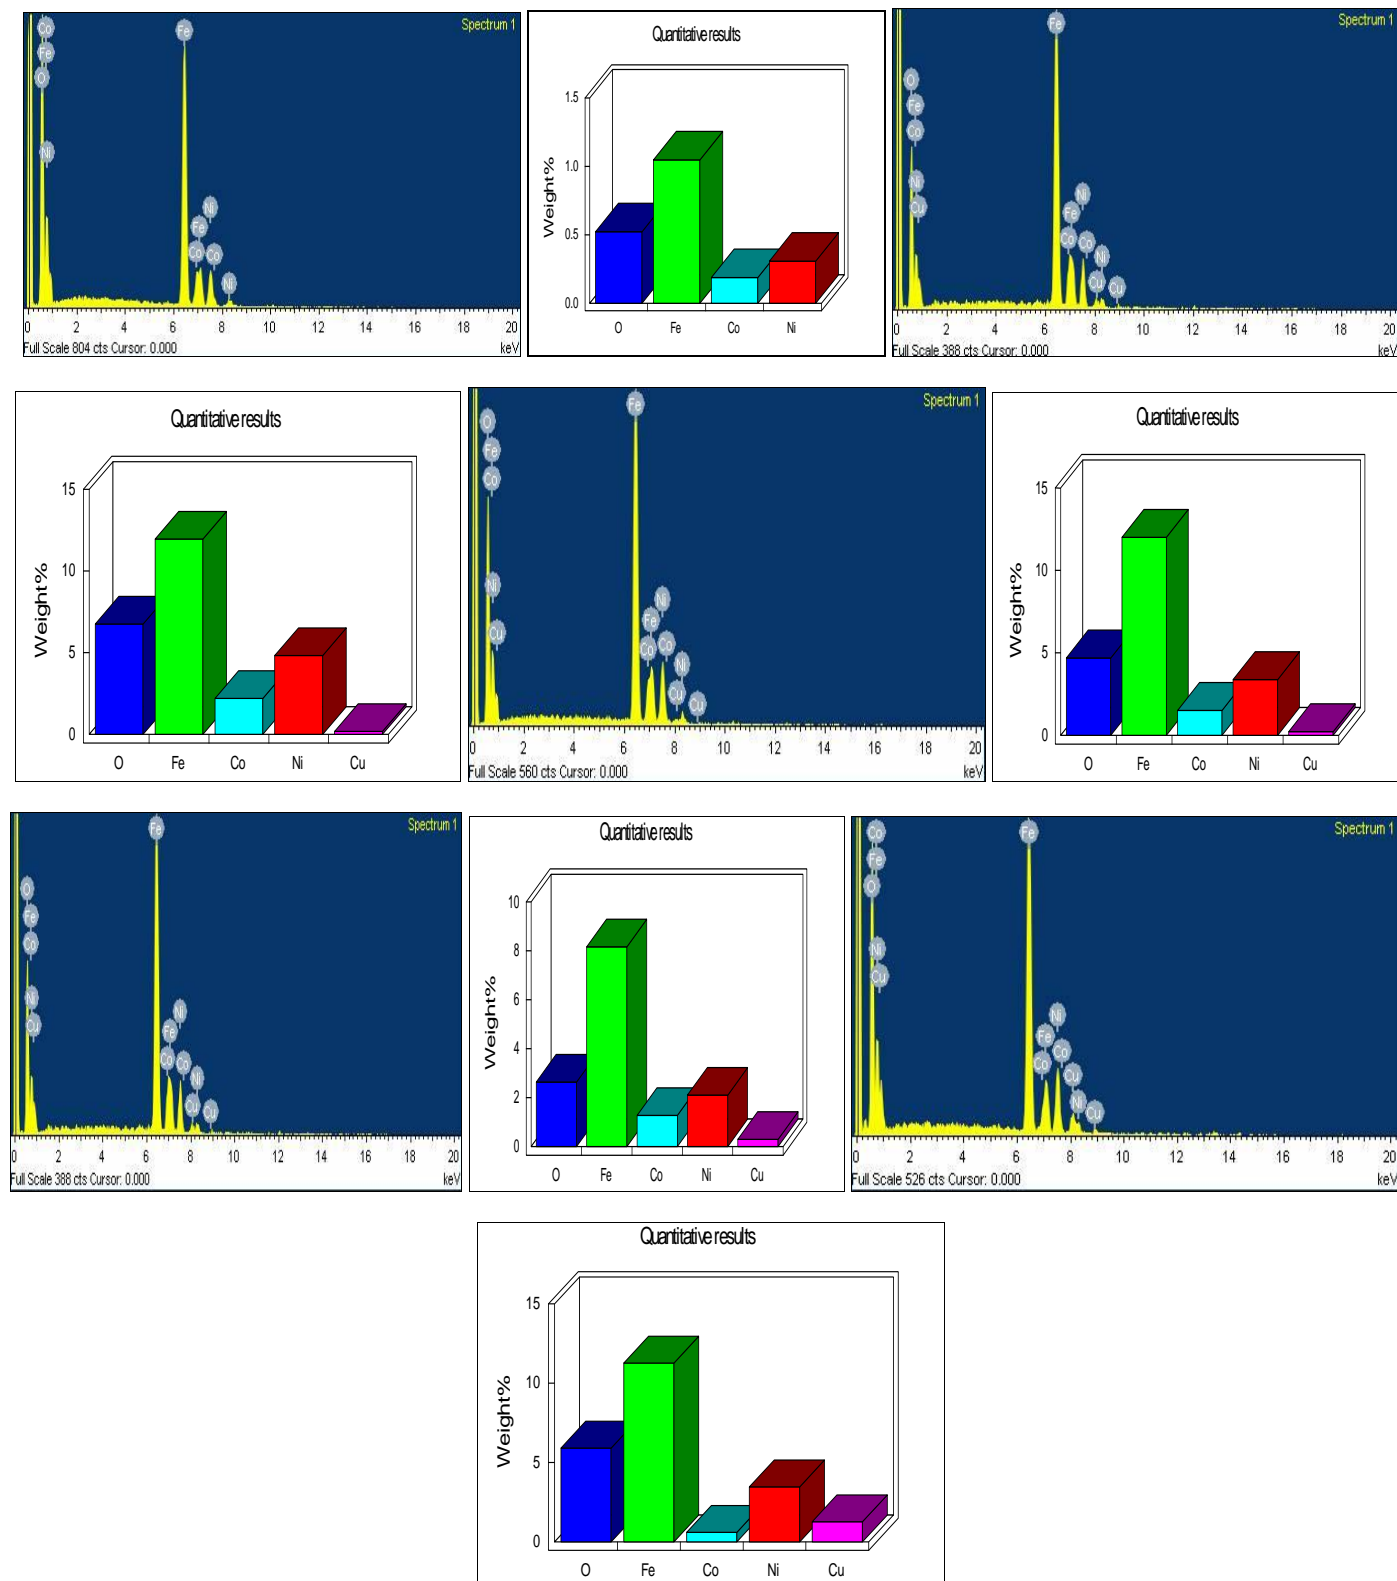 Spectrum 1
Co
Fe
Fe
O
Ni
Ni
Fe
Co
Co
Ni
0 2 4 6 8 10 12 14 16 18 20
Full Scale 804 cts Cursor: 0.000 keV
Quantitative results
Weight%
1.5
1.0
0.5
0.0
O Fe Co Ni
Spectrum 1
Fe
O
Fe
Co
Ni
Cu
Ni
Fe
Co
Co
Ni
Cu
Cu
0 2 4 6 8 10 12 14 16 18 20
Full Scale 388 cts Cursor: 0.000 keV
Quantitative results
Weight%
15
10
5
0
O Fe Co Ni Cu
Spectrum 1
Fe
O
Fe
Co
Ni
Cu
Ni
Fe
Co
Co
Ni
Cu
Cu
0 2 4 6 8 10 12 14 16 18 20
Full Scale 560 cts Cursor: 0.000 keV
Quantitative results
Weight%
15
10
5
0
O Fe Co Ni Cu
Spectrum 1
Fe
O
Fe
Co
Ni
Cu
Ni
Fe
Co
Co
Ni
Cu
Cu
0 2 4 6 8 10 12 14 16 18 20
Full Scale 388 cts Cursor: 0.000 keV
Quantitative results
Weight%
10
8
6
4
2
0
O Fe Co Ni Cu
Spectrum 1
Co
Fe
Fe
O
Ni
Cu
Ni
Fe
Co
Co
Cu
Ni
Cu
0 2 4 6 8 10 12 14 16 18 20
Full Scale 526 cts Cursor: 0.000 keV
Quantitative results
Weight%
15
10
5
0
O Fe Co Ni Cu